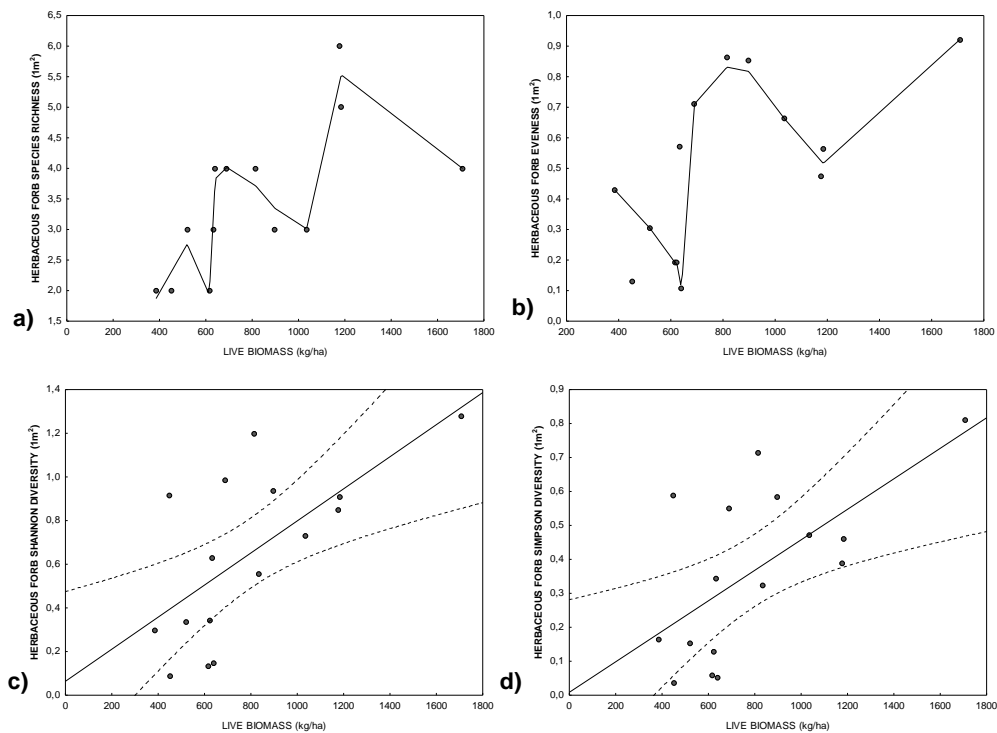 HERBACEOUS FORB SPECIES RICHNESS (1m²)
6,5
6,0
5,5
5,0
4,5
4,0
3,5
3,0
2,5
2,0
1,5
0 200 400 600 800 1000 1200 1400 1600 1800
LIVE BIOMASS (kg/ha)
a)
HERBACEOUS FORB EVENESS (1m²)
1,0
0,9
0,8
0,7
0,6
0,5
0,4
0,3
0,2
0,1
0,0
200 400 600 800 1000 1200 1400 1600 1800
LIVE BIOMASS (kg/ha)
b)
HERBACEOUS FORB SHANNON DIVERSITY (1m²)
1,4
1,2
1,0
0,8
0,6
0,4
0,2
0,0
0 200 400 600 800 1000 1200 1400 1600 1800
LIVE BIOMASS (kg/ha)
c)
HERBACEOUS FORB SIMPSON DIVERSITY (1m²)
0,9
0,8
0,7
0,6
0,5
0,4
0,3
0,2
0,1
0,0
0 200 400 600 800 1000 1200 1400 1600 1800
LIVE BIOMASS (kg/ha)
d)